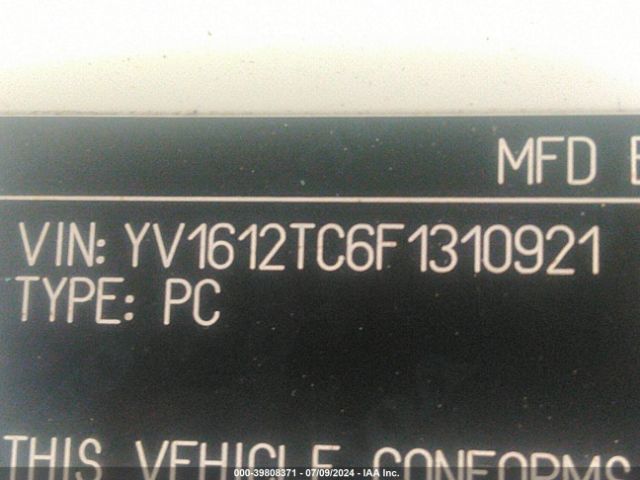 MFD
VIN: YV1612TC6F1310921
TYPE: PC
THIS VEHICLE CONFORMS
000-39808371 - 07/09/2024 - IAA Inc.